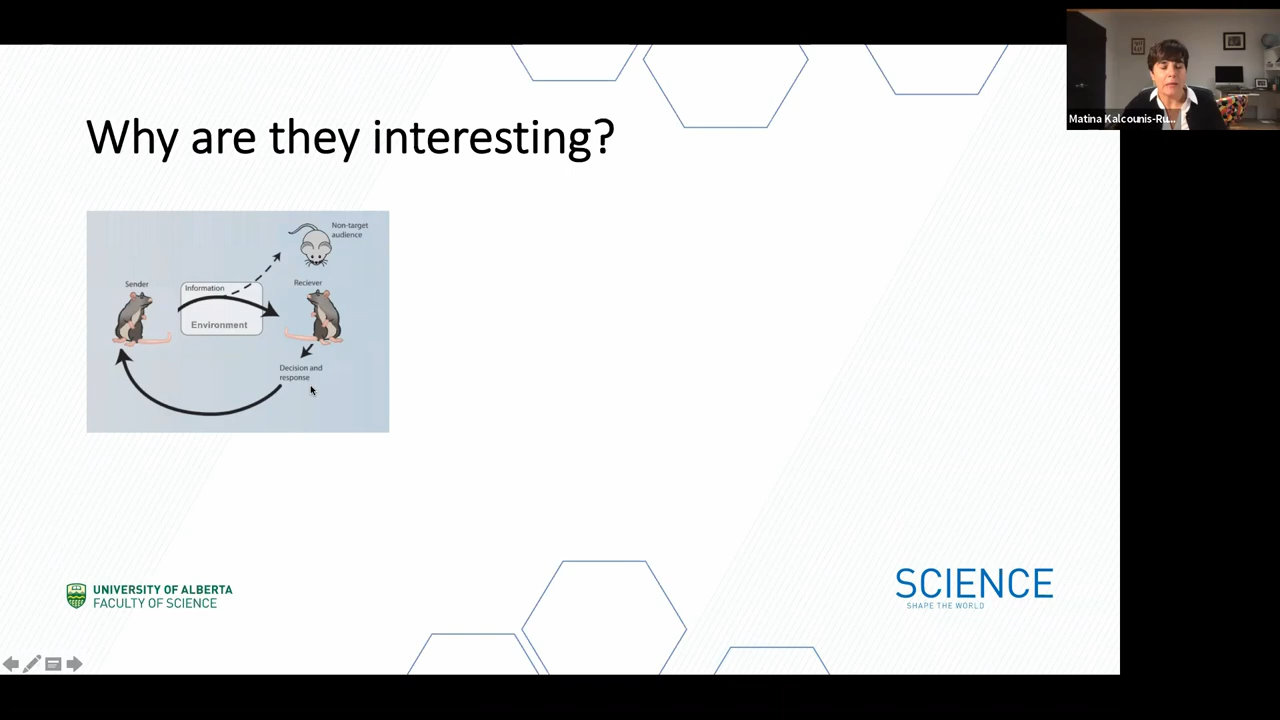 Matina Kalcounis-Ru...
Why are they interesting?
Non-target
audience
Sender
Information
Reciever
Environment
Decision and
response
UNIVERSITY OF ALBERTA
FACULTY OF SCIENCE
SCIENCE
SHAPE THE WORLD